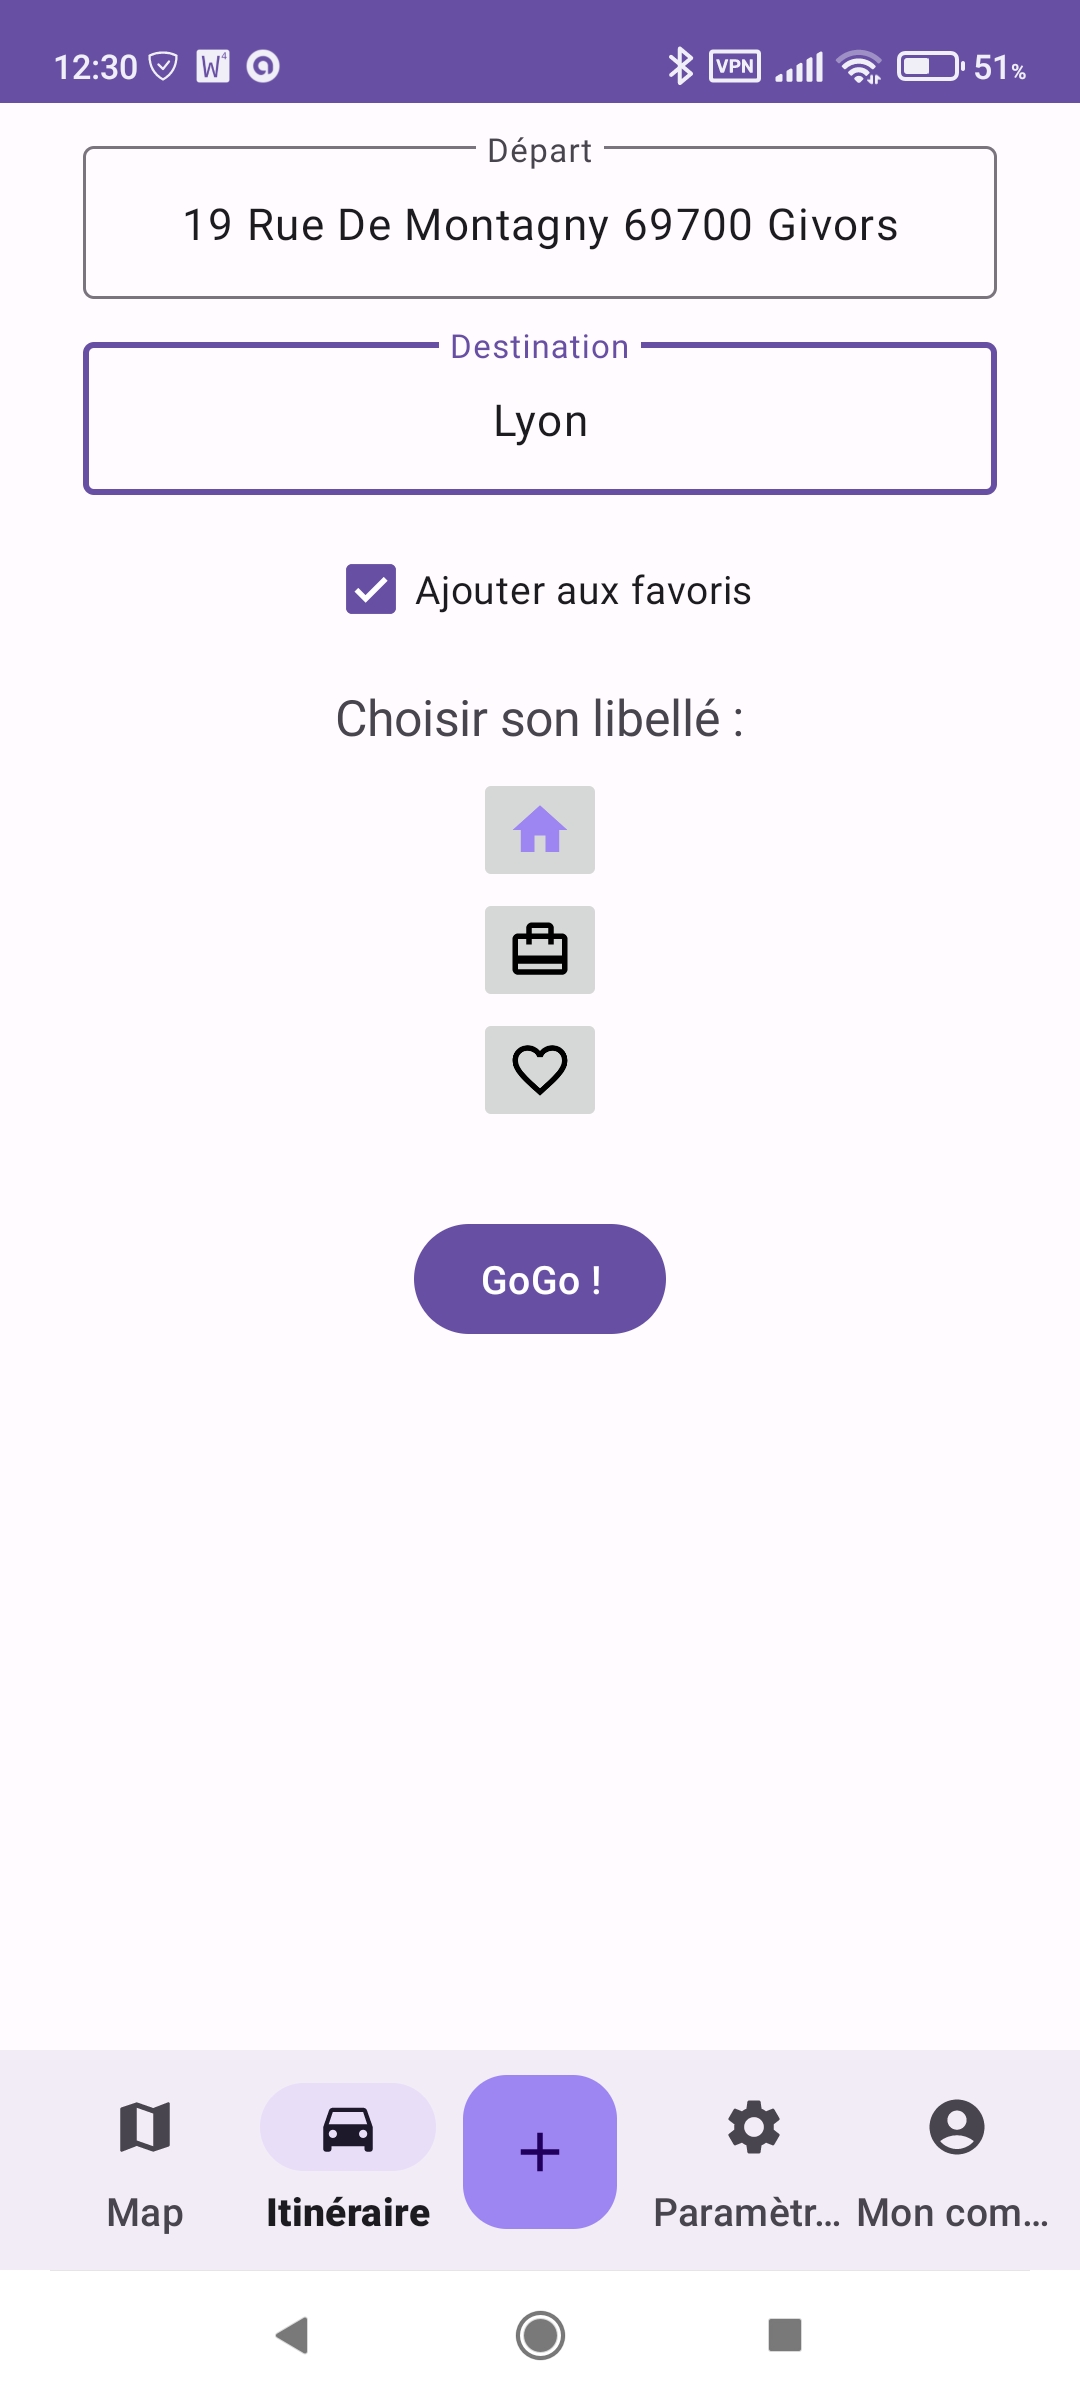 12:30 W4 VPN 51%
Départ
19 Rue De Montagny 69700 Givors
Destination
Lyon
Ajouter aux favoris
Choisir son libellé :
GoGo !
Map Itinéraire + Paramètr... Mon com...